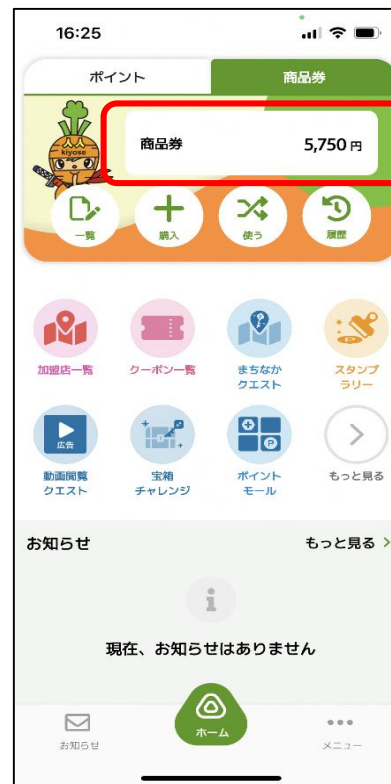 16:25
ポイント
商品券
kiyose
商品券
5,750 円
一覧
購入
使う
履歴
加盟店一覧
クーポン一覧
まちなか
クエスト
スタンプ
ラリー
広告
動画閲覧
クエスト
宝箱
チャレンジ
P
ポイント
モール
もっと見る
お知らせ
もっと見る
現在、お知らせはありません
お知らせ
ホーム
メニュー